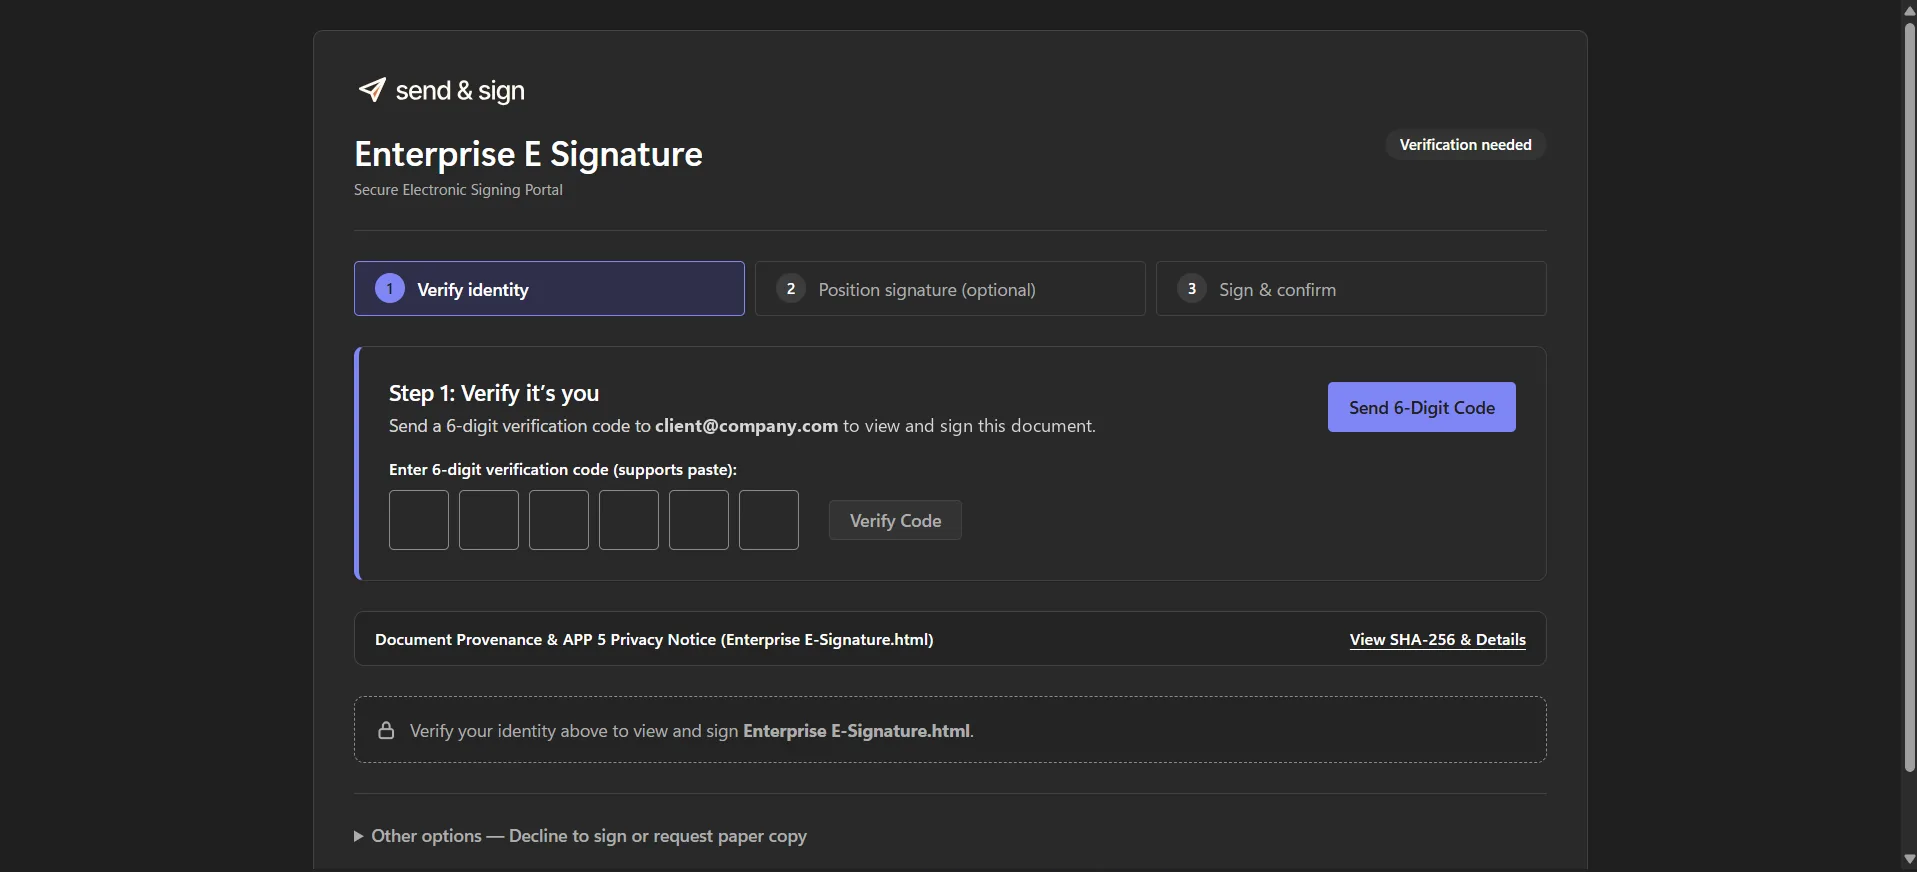 send & sign
Enterprise E Signature
Verification needed
Secure Electronic Signing Portal
1 Verify identity
2 Position signature (optional)
3 Sign & confirm
Step 1: Verify it’s you
Send 6-Digit Code
Send a 6-digit verification code to client@company.com to view and sign this document.
Enter 6-digit verification code (supports paste):
Verify Code
Document Provenance & APP 5 Privacy Notice (Enterprise E-Signature.html)
View SHA-256 & Details
Verify your identity above to view and sign Enterprise E-Signature.html.
Other options — Decline to sign or request paper copy